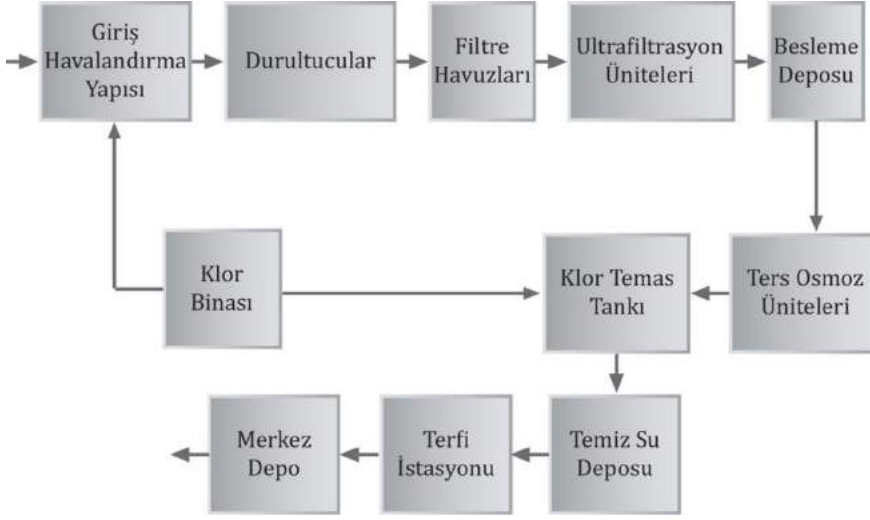 Giriş
Havalandırma
Yapısı
Durultucular
Filtre
Havuzları
Ultrafiltrasyon
Üniteleri
Besleme
Deposu
Klor
Binası
Klor Temas
Tankı
Ters Osmoz
Üniteleri
Merkez
Depo
Terfi
İstasyonu
Temiz Su
Deposu